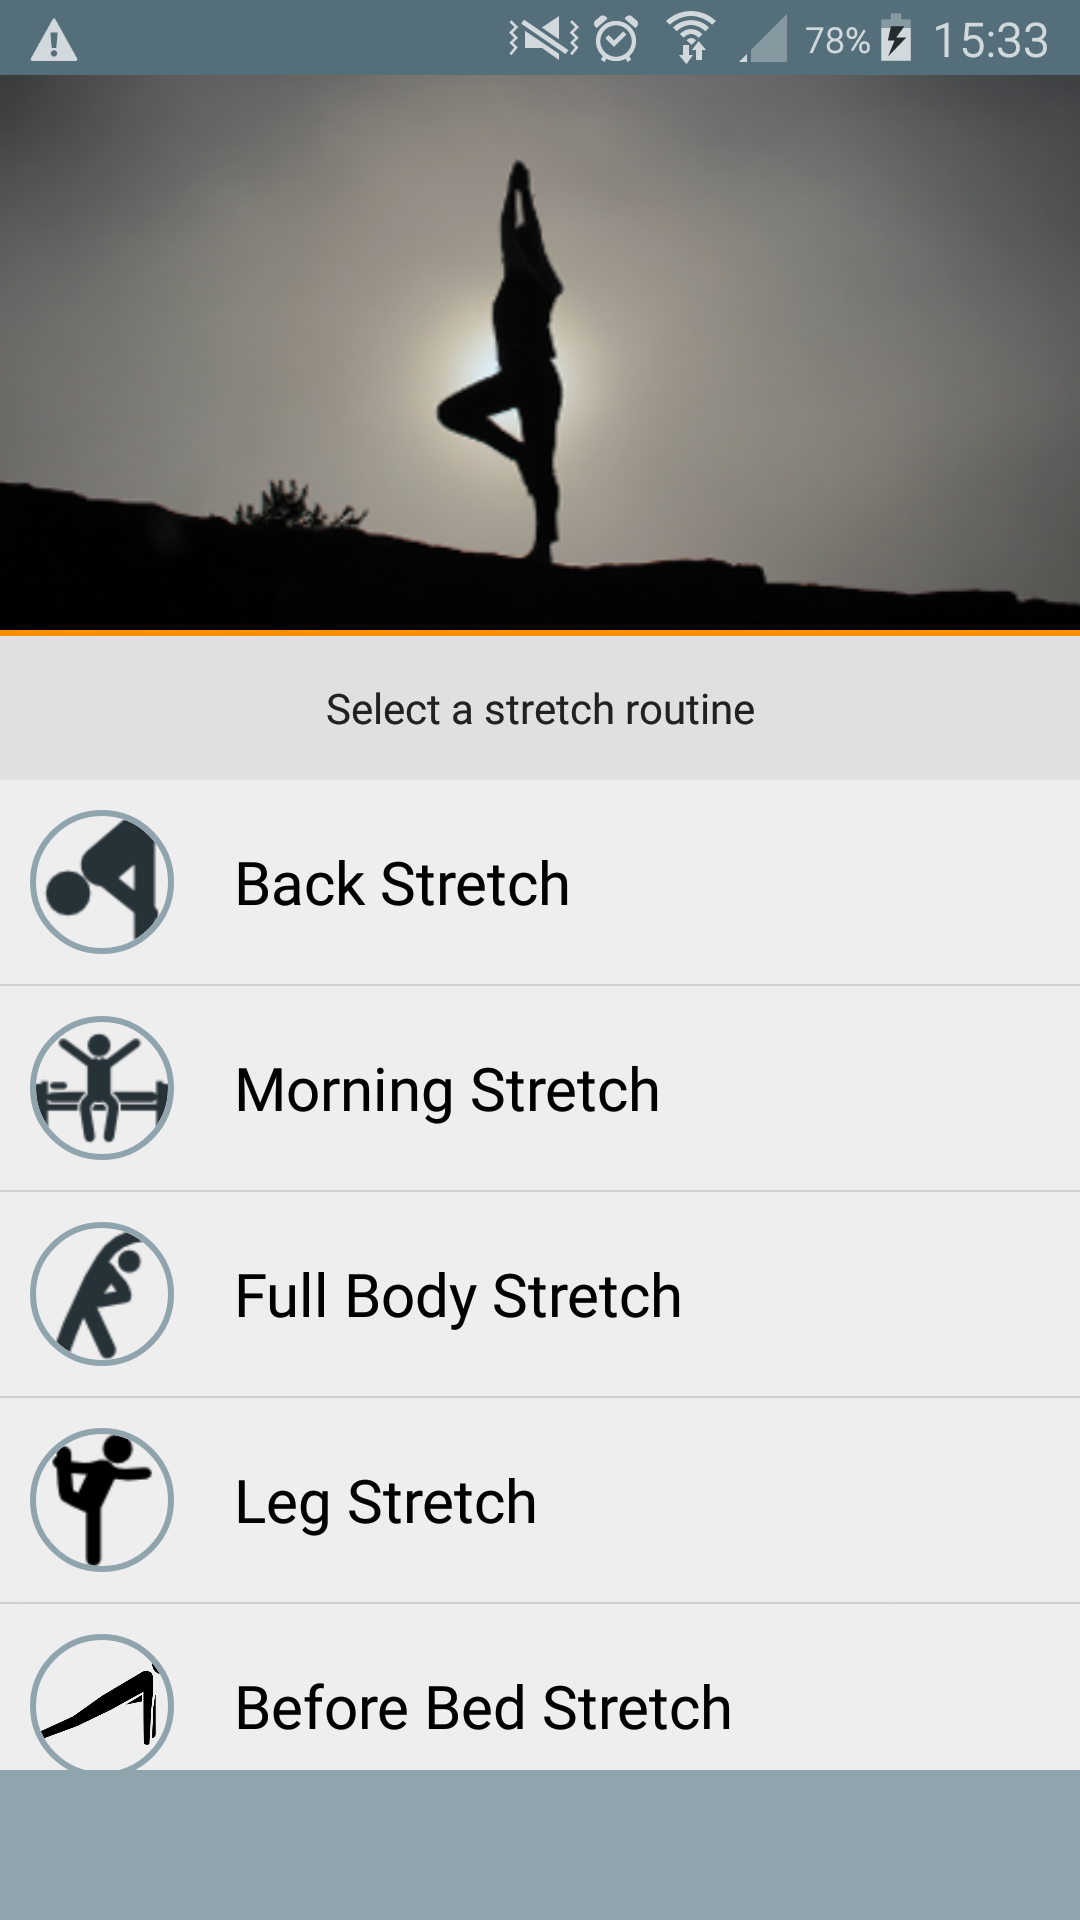 78% 15:33
Select a stretch routine
Back Stretch
Morning Stretch
Full Body Stretch
Leg Stretch
Before Bed Stretch